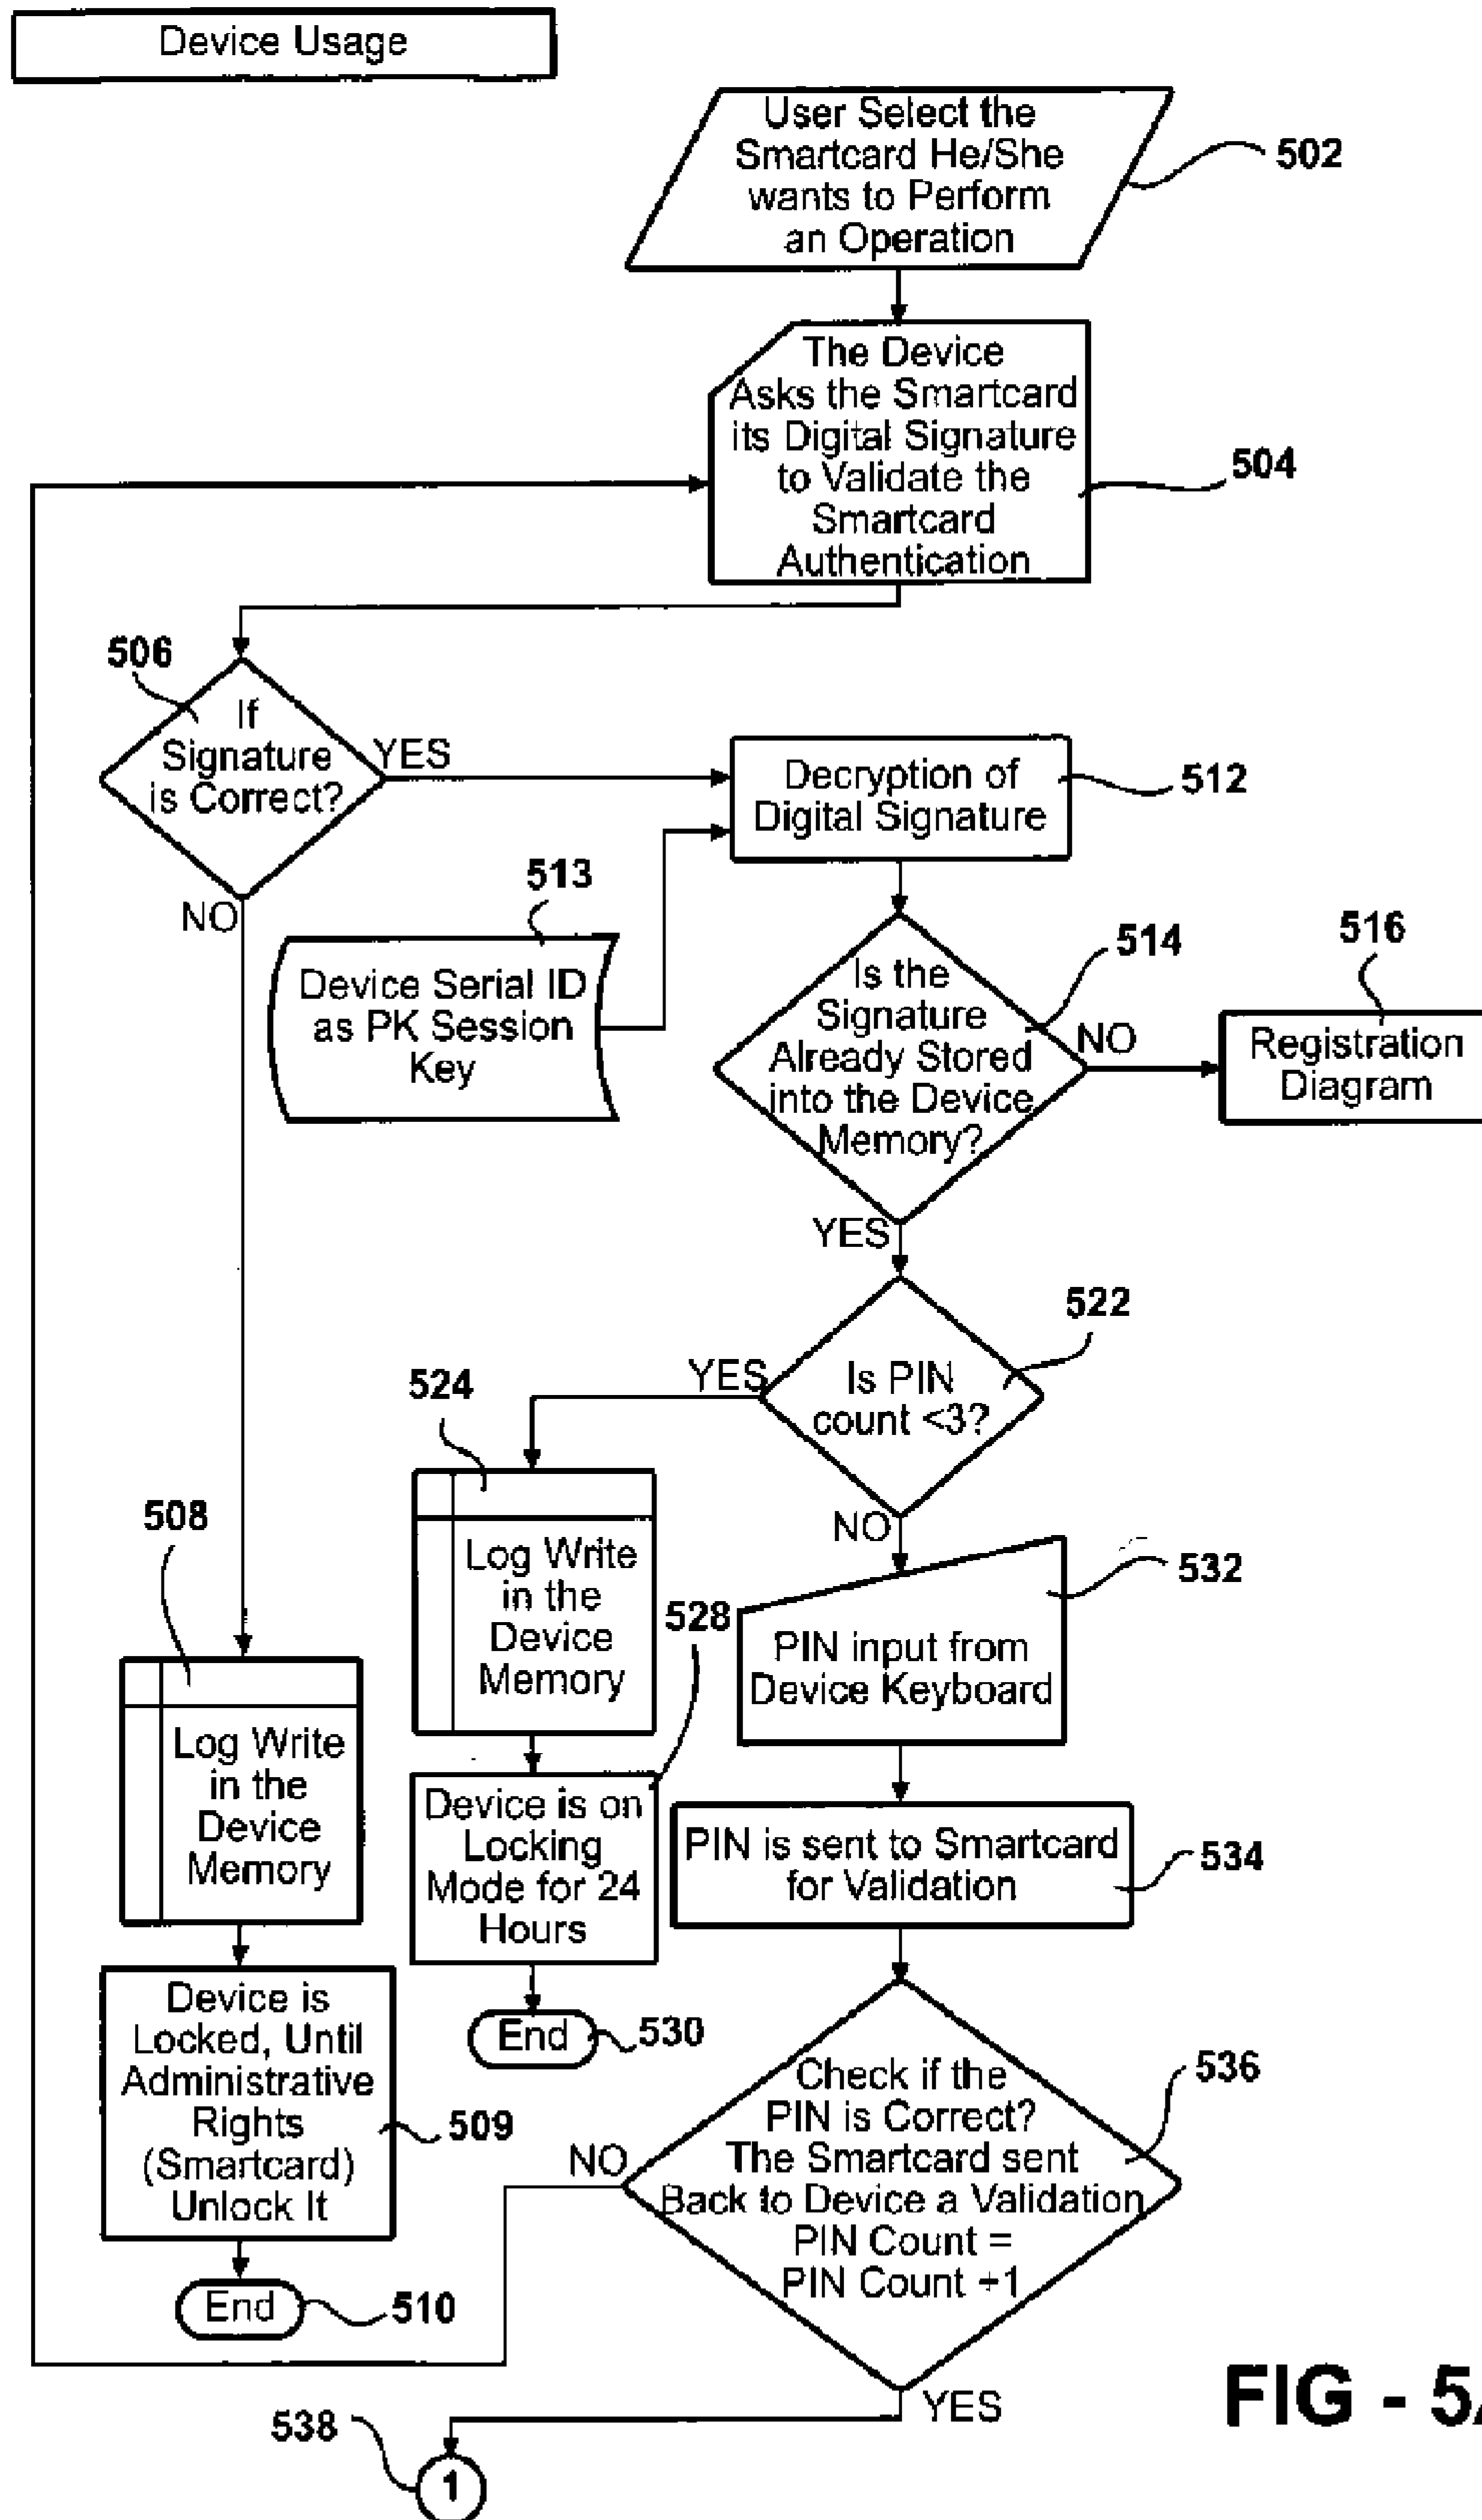 Device Usage
User Select the
Smartcard He/She
wants to Perform
an Operation
502
The Device
Asks the Smartcard
its Digital Signature
to Validate the
Smartcard
Authentication
504
506
If
Signature
is Correct?
YES
NO
Decryption of
Digital Signature
512
513
Device Serial ID
as PK Session
Key
514
Is the
Signature
Already Stored
into the Device
Memory?
NO
YES
516
Registration
Diagram
522
Is PIN
count <3?
YES
NO
524
Log Write
in the
Device
Memory
528
Device is on
Locking
Mode for 24
Hours
End
530
508
Log Write
in the
Device
Memory
Device is
Locked, Until
Administrative
Rights
(Smartcard)
Unlock It
509
End
510
532
PIN input from
Device Keyboard
PIN is sent to Smartcard
for Validation
534
536
Check if the
PIN is Correct?
The Smartcard sent
Back to Device a Validation
PIN Count =
PIN Count +1
NO
YES
538
1
FIG - 5